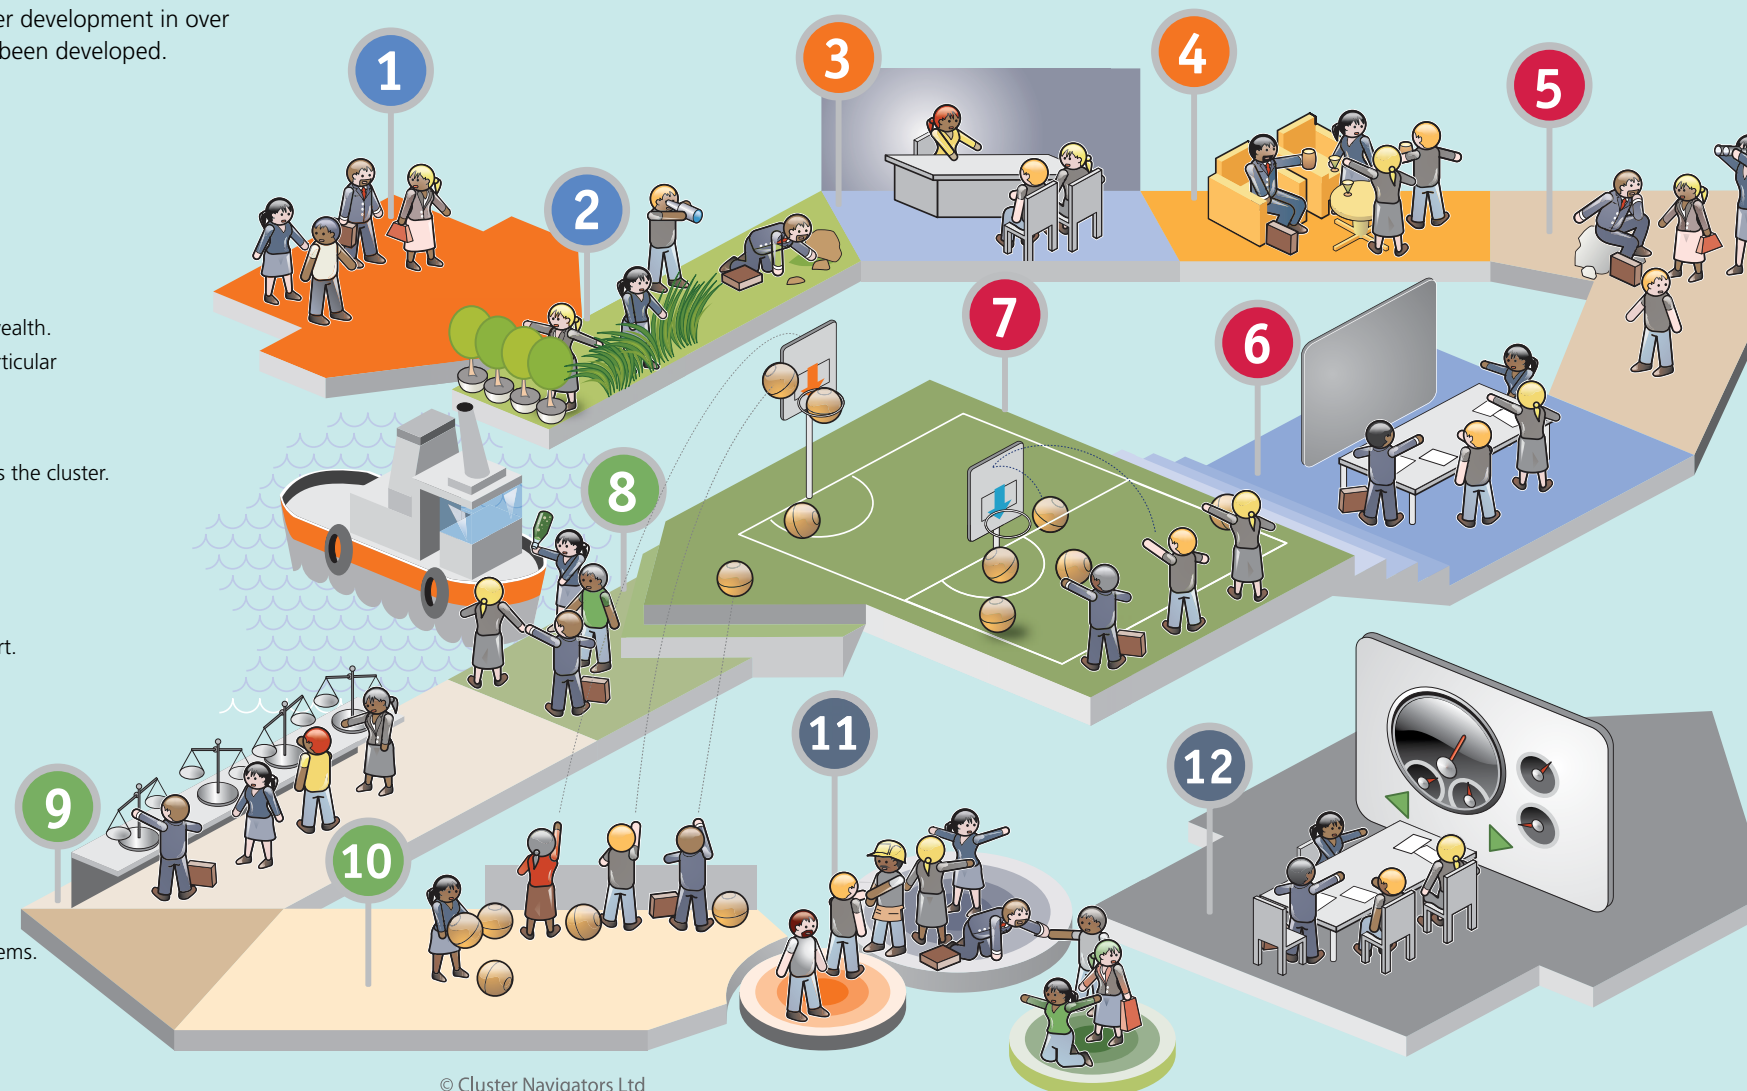 er development in over
been developed.
1
2
3
4
5
ealth.
rticular
7
6
s the cluster.
8
rt.
11
12
9
10
ems.
© Cluster Navigators Ltd